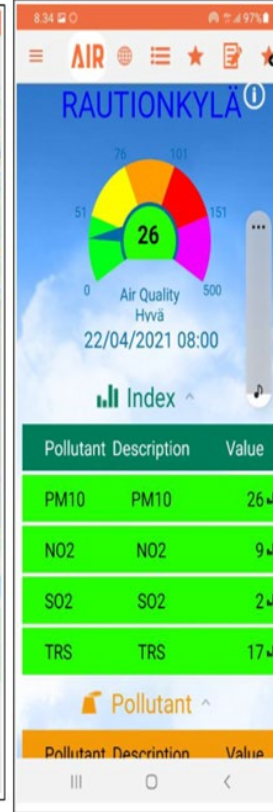 8.34 97%
AIR
RAUTIONKYLÄ
76 101
51 151
26
0 500
Air Quality
Hyvä
22/04/2021 08:00
Index
Pollutant Description Value
PM10 PM10 26
NO2 NO2 9
SO2 SO2 2
TRS TRS 17
Pollutant
Pollutant Description Value